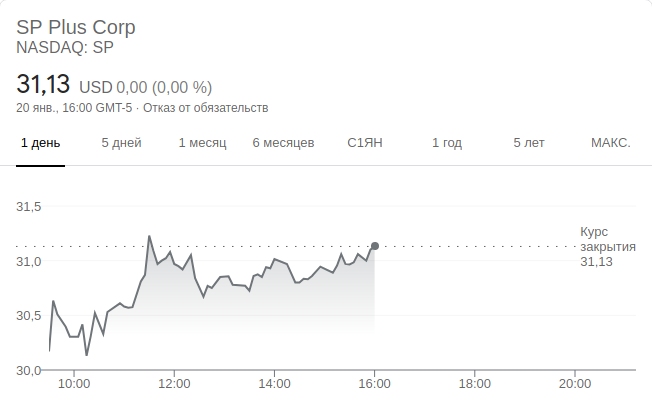 SP Plus Corp
NASDAQ: SP
31,13 USD 0,00 (0,00 %)
20 янв., 16:00 GMT-5 · Отказ от обязательств
1 день 5 дней 1 месяц 6 месяцев С1ЯН 1 год 5 лет МАКС.
31,5
Курс
закрытия
31,13
31,0
30,5
30,0
10:00 12:00 14:00 16:00 18:00 20:00